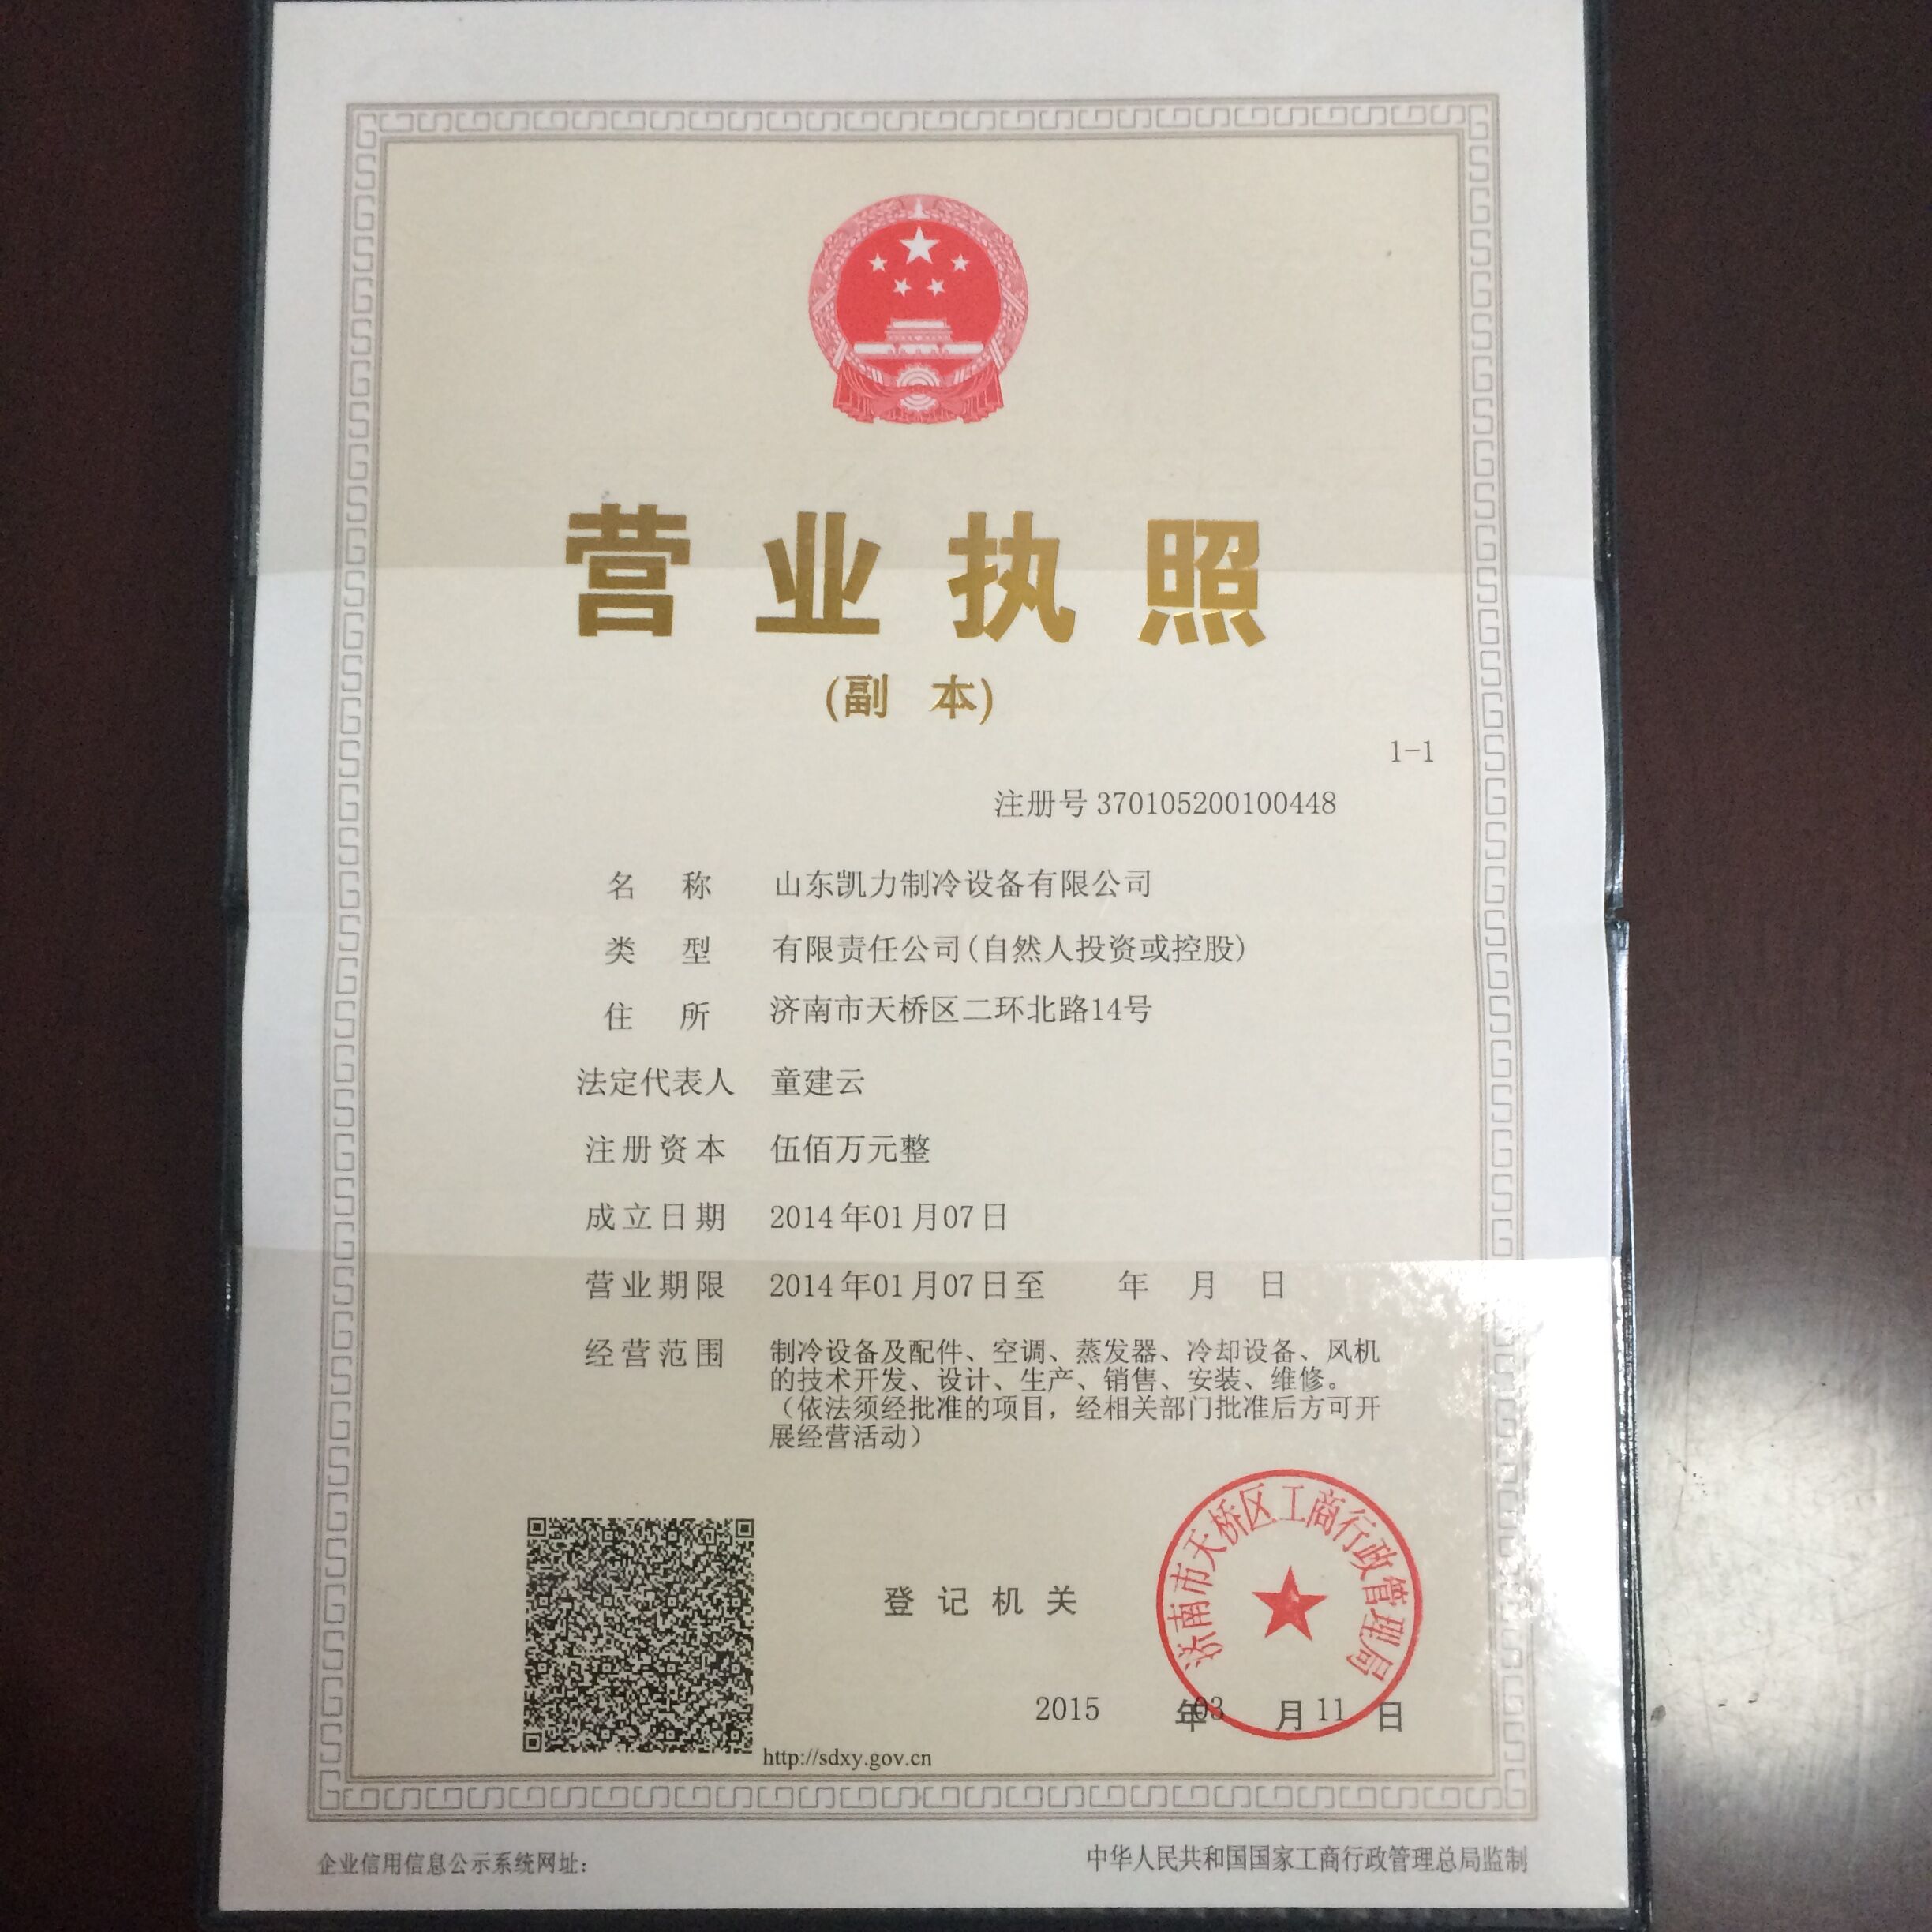 营业执照
(副 本)
1-1
注册号 370105200100448
名 称 山东凯力制冷设备有限公司
类 型 有限责任公司(自然人投资或控股)
住 所 济南市天桥区二环北路14号
法定代表人 童建云
注册资本 伍佰万元整
成立日期 2014年01月07日
营业期限 2014年01月07日至 年 月 日
经营范围 制冷设备及配件、空调、蒸发器、冷却设备、风机
的技术开发、设计、生产、销售、安装、维修。
（依法须经批准的项目，经相关部门批准后方可开
展经营活动）
济南市天桥区工商行政管理局
登记机关
2015 年03 月11 日
http://sdxy.gov.cn
企业信用信息公示系统网址：
中华人民共和国国家工商行政管理总局监制